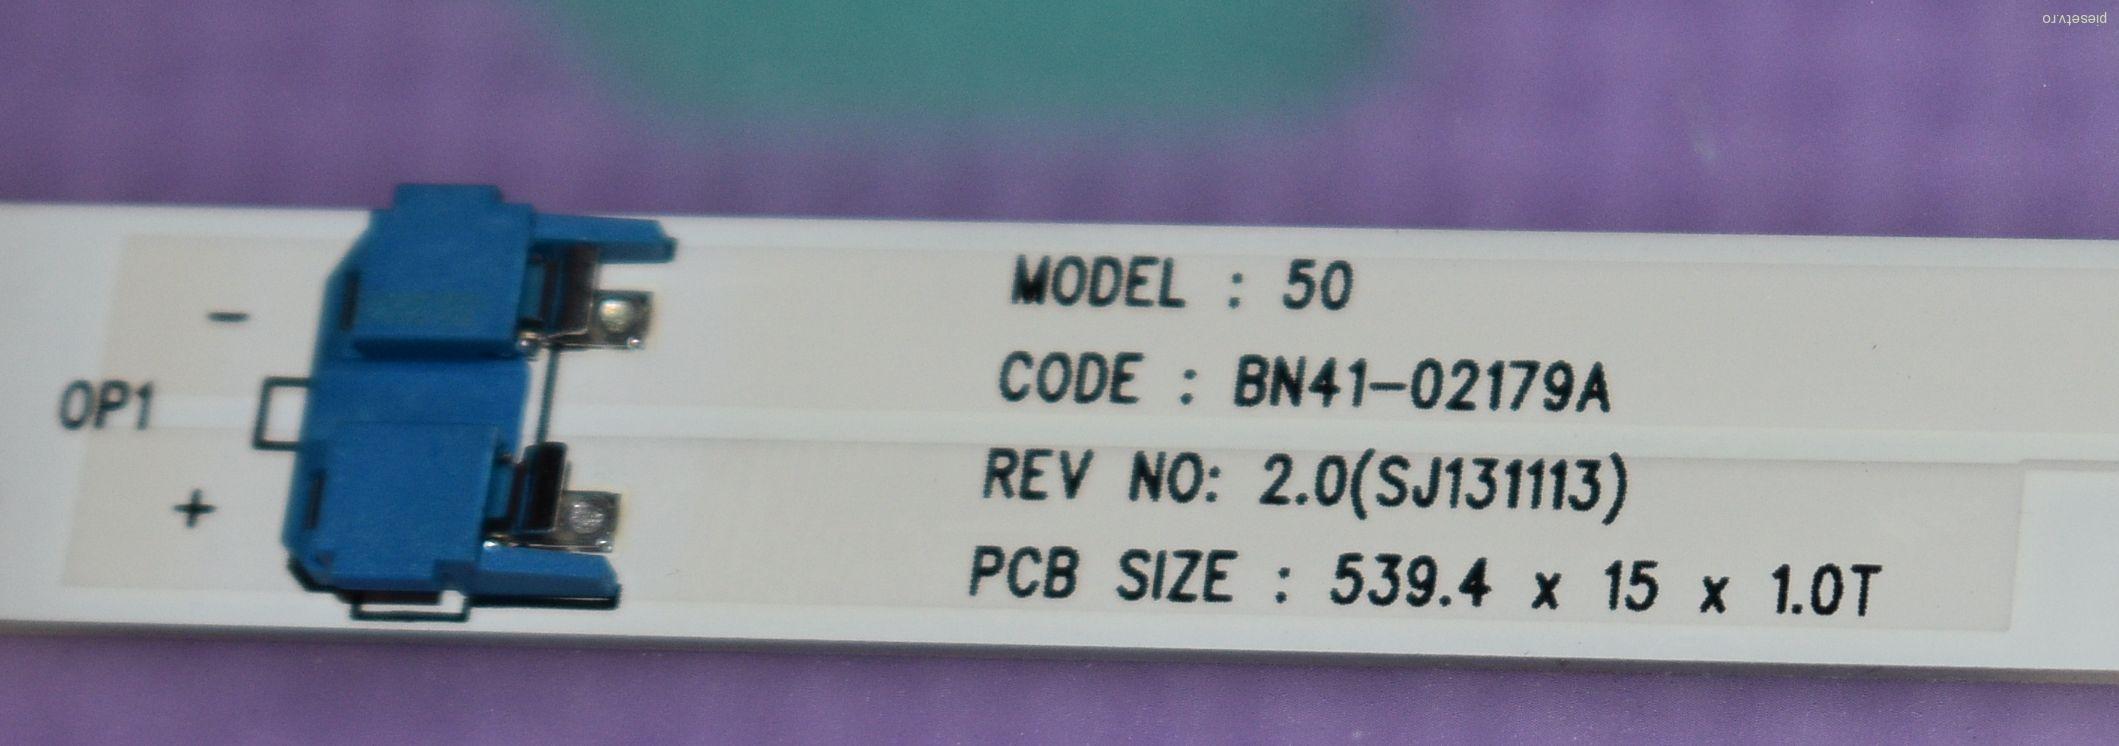 piesetv.ro
MODEL : 50
CODE : BN41-02179A
REV NO: 2.0(SJ131113)
PCB SIZE : 539.4 x 15 x 1.0T
-
OP1
+